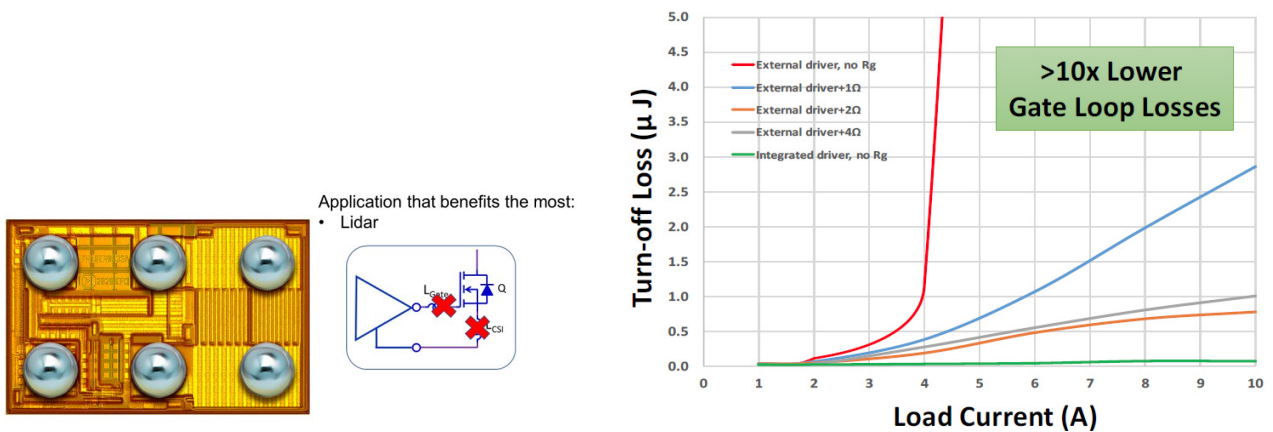 Application that benefits the most:
• Lidar
L_Gate
Q
L_CSI
Turn-off Loss (µ J)
5.0
4.5
4.0
3.5
3.0
2.5
2.0
1.5
1.0
0.5
0.0
External driver, no Rg
External driver+1Ω
External driver+2Ω
External driver+4Ω
Integrated driver, no Rg
>10x Lower
Gate Loop Losses
0 1 2 3 4 5 6 7 8 9 10
Load Current (A)